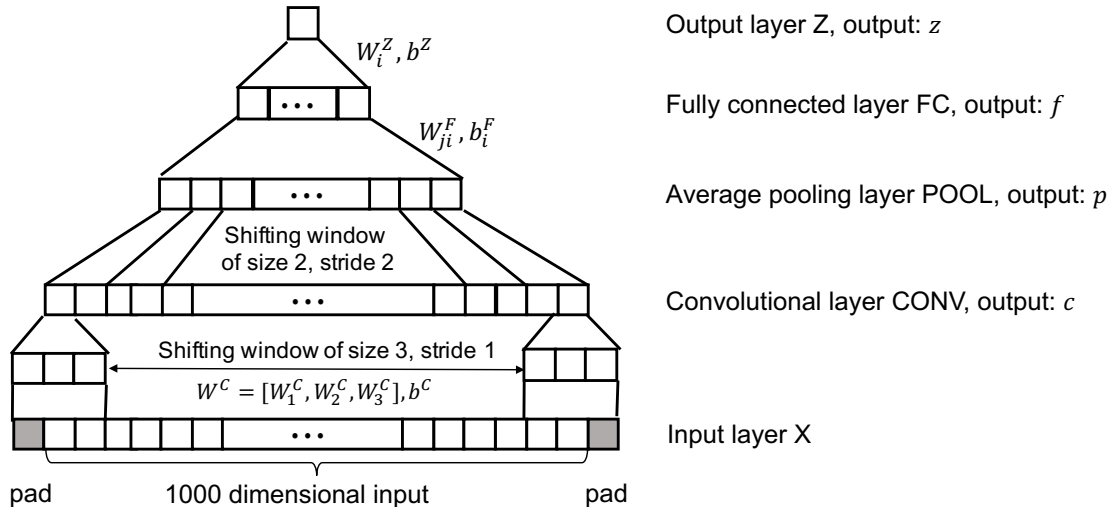 Output layer Z, output: z
W_i^Z, b^Z
Fully connected layer FC, output: f
W_{ji}^F, b_i^F
Average pooling layer POOL, output: p
• • •
Shifting window
of size 2, stride 2
• • •
Convolutional layer CONV, output: c
• • •
Shifting window of size 3, stride 1
W^C = [W_1^C, W_2^C, W_3^C], b^C
• • •
Input layer X
pad 1000 dimensional input pad